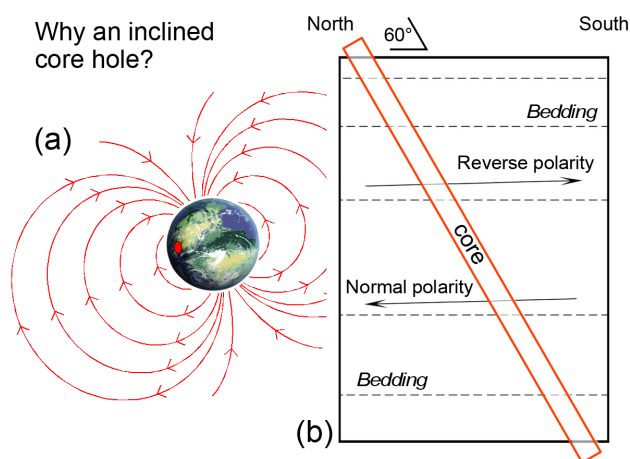 Why an inclined
core hole?
(a)
North
60°
South
Bedding
Reverse polarity
core
Normal polarity
Bedding
(b)